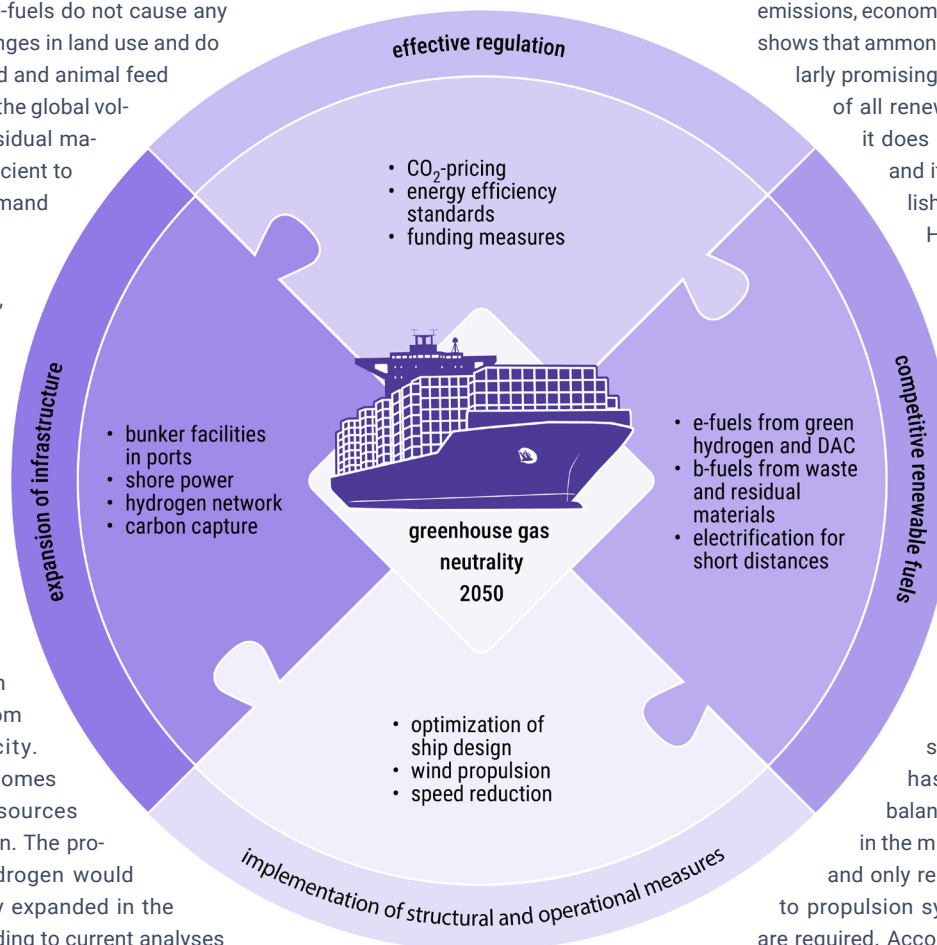 -fuels do not cause any
nges in land use and do
d and animal feed
the global vol-
sidual ma-
cient to
mand
emissions, econom
shows that ammon
larly promising
of all renew
it does
and i
lish
H
effective regulation
• CO₂-pricing
• energy efficiency
standards
• funding measures
expansion of infrastructure
• bunker facilities
in ports
• shore power
• hydrogen network
• carbon capture
greenhouse gas
neutrality
2050
competitive renewable fuels
• e-fuels from green
hydrogen and DAC
• b-fuels from waste
and residual
materials
• electrification for
short distances
• optimization of
ship design
• wind propulsion
• speed reduction
implementation of structural and operational measures
om
city.
omes
sources
n. The pro-
drogen would
y expanded in the
ding to current analyses
s
has
balan
in the m
and only re
to propulsion sy
are required. Acco